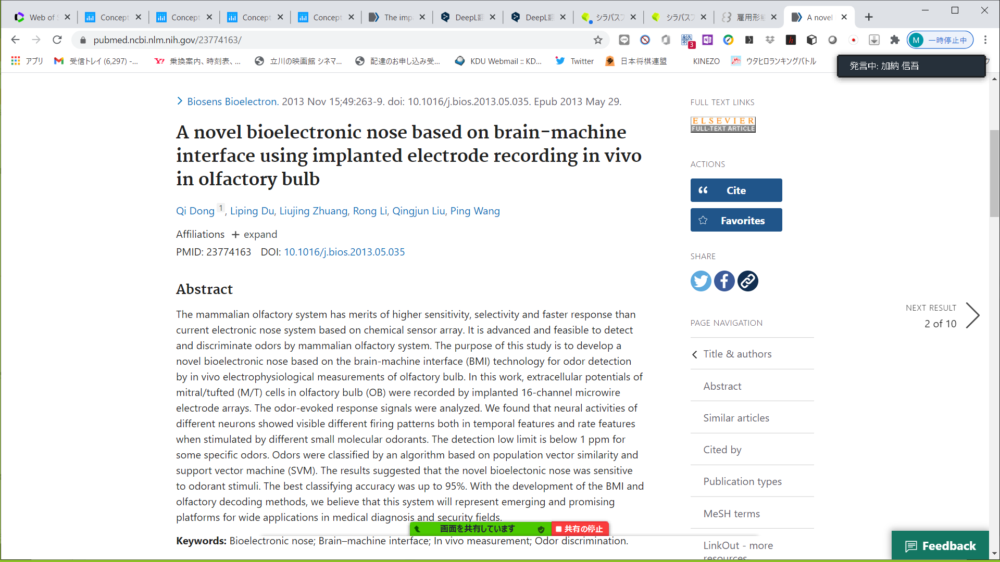 Web of S
Concept
Concept
Concept
Concept
The imp
DeepL翻
DeepL翻
シラバスフ
シラバスフ
雇用形態
A novel
pubmed.ncbi.nlm.nih.gov/23774163/
3
M 一時停止中
アプリ
受信トレイ (6,297) -...
乗換案内、時刻表、...
立川の映画館 シネマ...
配達のお申し込み受...
KDU Webmail :: KD...
Twitter
日本将棋連盟
KINEZO
ウタヒロランキングバトル
発言中: 加納 信吾
Biosens Bioelectron. 2013 Nov 15;49:263-9. doi: 10.1016/j.bios.2013.05.035. Epub 2013 May 29.
A novel bioelectronic nose based on brain-machine
interface using implanted electrode recording in vivo
in olfactory bulb
Qi Dong 1, Liping Du, Liujing Zhuang, Rong Li, Qingjun Liu, Ping Wang
Affiliations + expand
PMID: 23774163 DOI: 10.1016/j.bios.2013.05.035
Abstract
The mammalian olfactory system has merits of higher sensitivity, selectivity and faster response than
current electronic nose system based on chemical sensor array. It is advanced and feasible to detect
and discriminate odors by mammalian olfactory system. The purpose of this study is to develop a
novel bioelectronic nose based on the brain-machine interface (BMI) technology for odor detection
by in vivo electrophysiological measurements of olfactory bulb. In this work, extracellular potentials of
mitral/tufted (M/T) cells in olfactory bulb (OB) were recorded by implanted 16-channel microwire
electrode arrays. The odor-evoked response signals were analyzed. We found that neural activities of
different neurons showed visible different firing patterns both in temporal features and rate features
when stimulated by different small molecular odorants. The detection low limit is below 1 ppm for
some specific odors. Odors were classified by an algorithm based on population vector similarity and
support vector machine (SVM). The results suggested that the novel bioelectonic nose was sensitive
to odorant stimuli. The best classifying accuracy was up to 95%. With the development of the BMI and
olfactory decoding methods, we believe that this system will represent emerging and promising
platforms for wide applications in medical diagnosis and security fields.
画面を共有しています
共有の停止
Keywords: Bioelectronic nose; Brain–machine interface; In vivo measurement; Odor discrimination.
FULL TEXT LINKS
ELSEVIER
FULL-TEXT ARTICLE
ACTIONS
Cite
Favorites
SHARE
PAGE NAVIGATION
Title & authors
Abstract
Similar articles
Cited by
Publication types
MeSH terms
LinkOut - more
resources
NEXT RESULT
2 of 10
Feedback